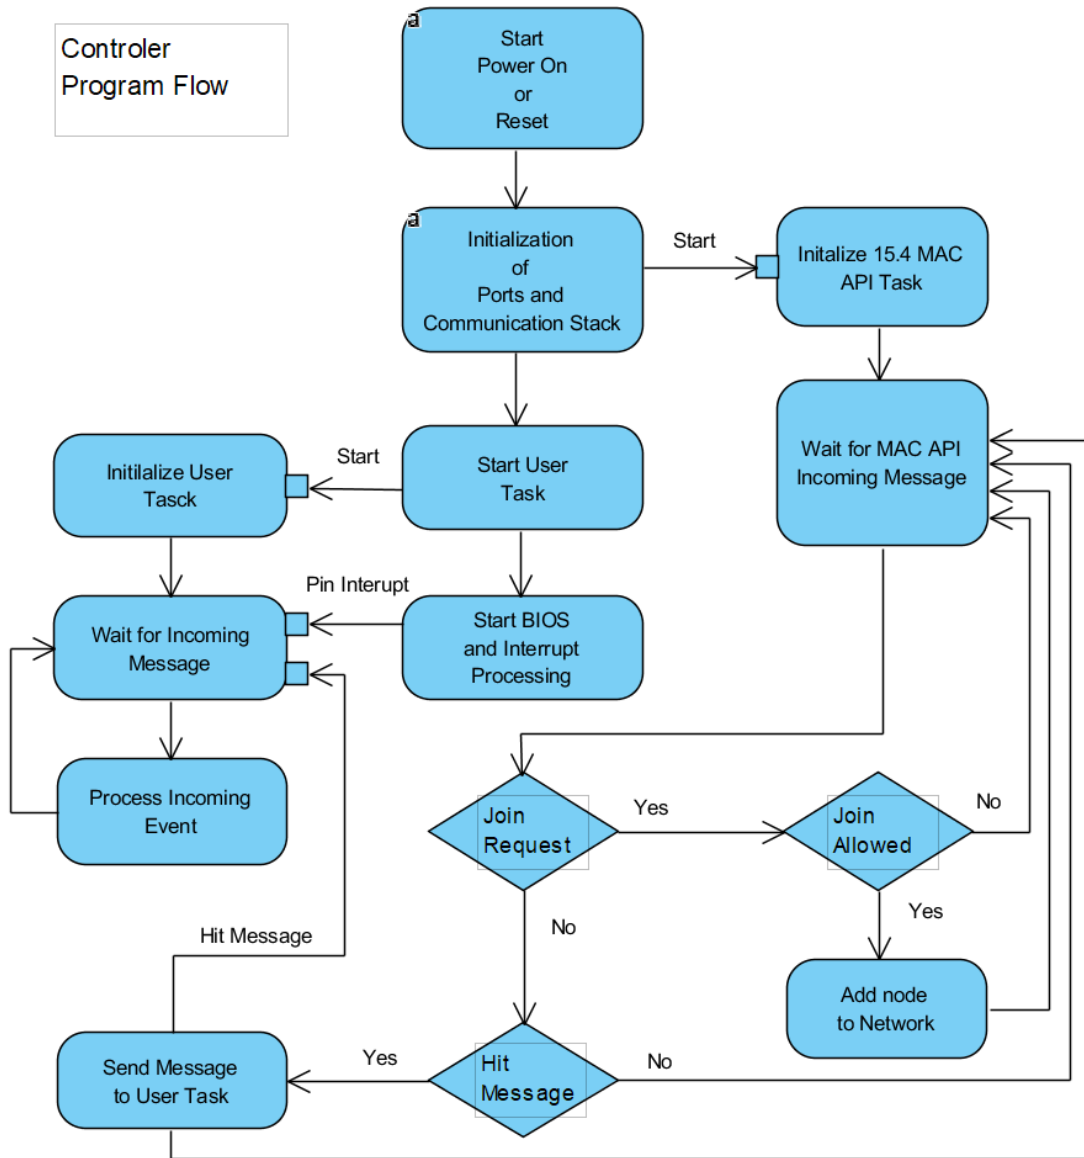 Controler
Program Flow
a
Start
Power On
or
Reset
a
Initialization
of
Ports and
Communication Stack
Start
Initalize 15.4 MAC
API Task
Wait for MAC API
Incoming Message
Start User
Task
Start
Initilalize User
Tasck
Pin Interupt
Wait for Incoming
Message
Start BIOS
and Interrupt
Processing
Process Incoming
Event
Join
Request
Yes
Join
Allowed
No
Yes
No
Hit Message
Add node
to Network
Send Message
to User Task
Yes
Hit
Message
No